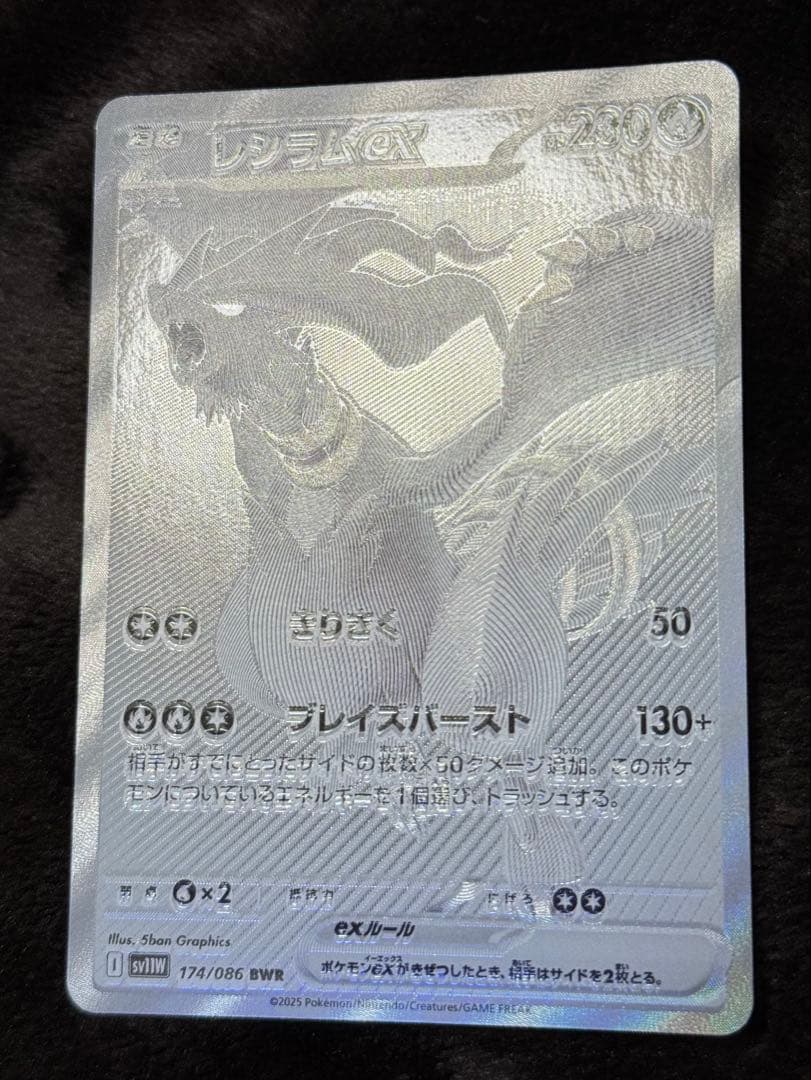 たね レシラムex HP230
きりさく 50
ブレイズバースト 130+
相手がすでにとったサイドの枚数×50ダメージ追加。このポケ
モンについているエネルギーを1個選び、トラッシュする。
弱点 ×2 抵抗力 にげる
exルール
ポケモンexがきぜつしたとき、相手はサイドを2枚とる。
Illus. 5ban Graphics
I sv11W 174/086 BWR
©2025 Pokémon/Nintendo/Creatures/GAME FREAK